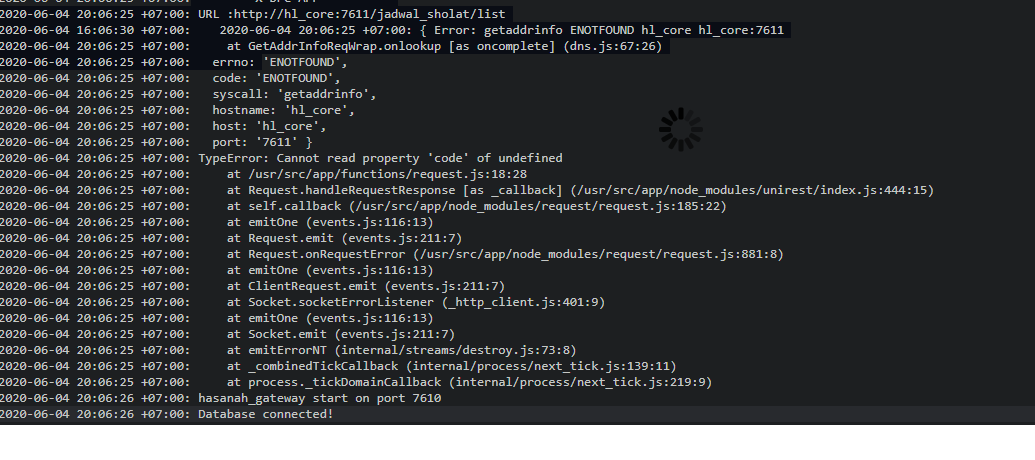 2020-06-04 20:06:25 +07:00: URL :http://hl_core:7611/jadwal_sholat/list
2020-06-04 16:06:30 +07:00:    2020-06-04 20:06:25 +07:00: { Error: getaddrinfo ENOTFOUND hl_core hl_core:7611
2020-06-04 20:06:25 +07:00:     at GetAddrInfoReqWrap.onlookup [as oncomplete] (dns.js:67:26)
2020-06-04 20:06:25 +07:00:   errno: 'ENOTFOUND',
2020-06-04 20:06:25 +07:00:   code: 'ENOTFOUND',
2020-06-04 20:06:25 +07:00:   syscall: 'getaddrinfo',
2020-06-04 20:06:25 +07:00:   hostname: 'hl_core',
2020-06-04 20:06:25 +07:00:   host: 'hl_core',
2020-06-04 20:06:25 +07:00:   port: '7611' }
2020-06-04 20:06:25 +07:00: TypeError: Cannot read property 'code' of undefined
2020-06-04 20:06:25 +07:00:     at /usr/src/app/functions/request.js:18:28
2020-06-04 20:06:25 +07:00:     at Request.handleRequestResponse [as _callback] (/usr/src/app/node_modules/unirest/index.js:444:15)
2020-06-04 20:06:25 +07:00:     at self.callback (/usr/src/app/node_modules/request/request.js:185:22)
2020-06-04 20:06:25 +07:00:     at emitOne (events.js:116:13)
2020-06-04 20:06:25 +07:00:     at Request.emit (events.js:211:7)
2020-06-04 20:06:25 +07:00:     at Request.onRequestError (/usr/src/app/node_modules/request/request.js:881:8)
2020-06-04 20:06:25 +07:00:     at emitOne (events.js:116:13)
2020-06-04 20:06:25 +07:00:     at ClientRequest.emit (events.js:211:7)
2020-06-04 20:06:25 +07:00:     at Socket.socketErrorListener (_http_client.js:401:9)
2020-06-04 20:06:25 +07:00:     at emitOne (events.js:116:13)
2020-06-04 20:06:25 +07:00:     at Socket.emit (events.js:211:7)
2020-06-04 20:06:25 +07:00:     at emitErrorNT (internal/streams/destroy.js:73:8)
2020-06-04 20:06:25 +07:00:     at _combinedTickCallback (internal/process/next_tick.js:139:11)
2020-06-04 20:06:25 +07:00:     at process._tickDomainCallback (internal/process/next_tick.js:219:9)
2020-06-04 20:06:26 +07:00: hasanah_gateway start on port 7610
2020-06-04 20:06:26 +07:00: Database connected!